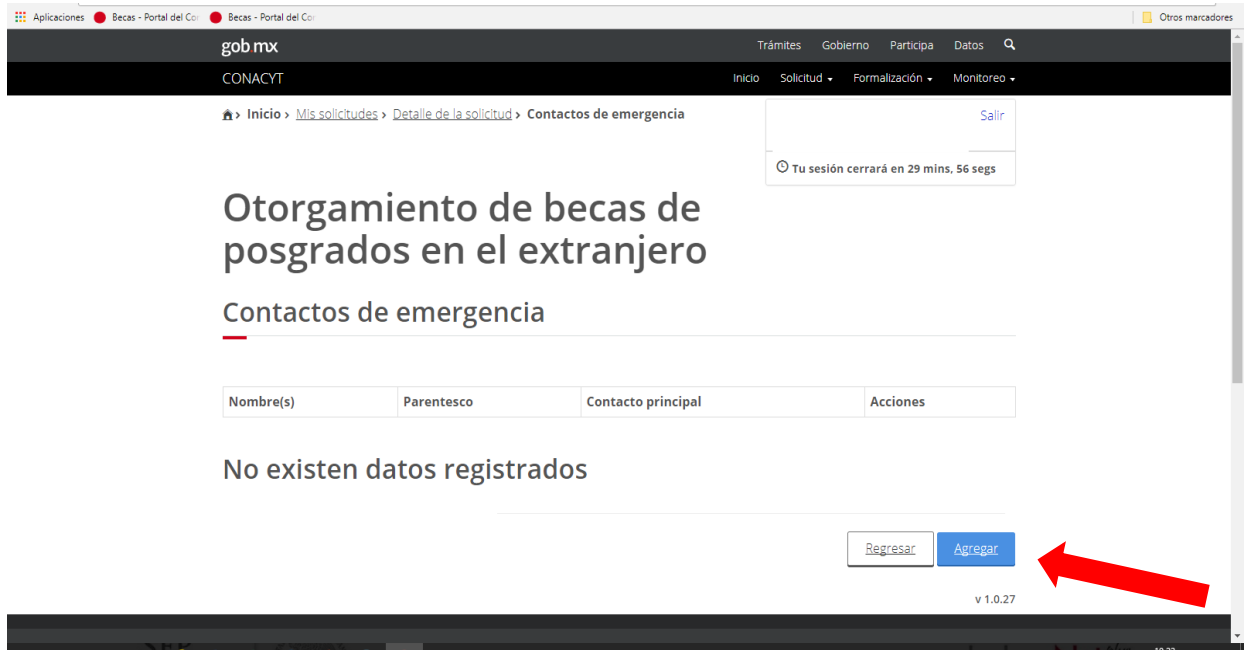 Aplicaciones Becas - Portal del Co Becas - Portal del Co Otros marcadores
gob mx Trámites Gobierno Participa Datos
CONACYT Inicio Solicitud Formalización Monitoreo
Inicio > Mis solicitudes > Detalle de la solicitud > Contactos de emergencia
Salir
Tu sesión cerrará en 29 mins, 56 segs
Otorgamiento de becas de
posgrados en el extranjero
Contactos de emergencia
Nombre(s) Parentesco Contacto principal Acciones
No existen datos registrados
Regresar Agregar
v 1.0.27